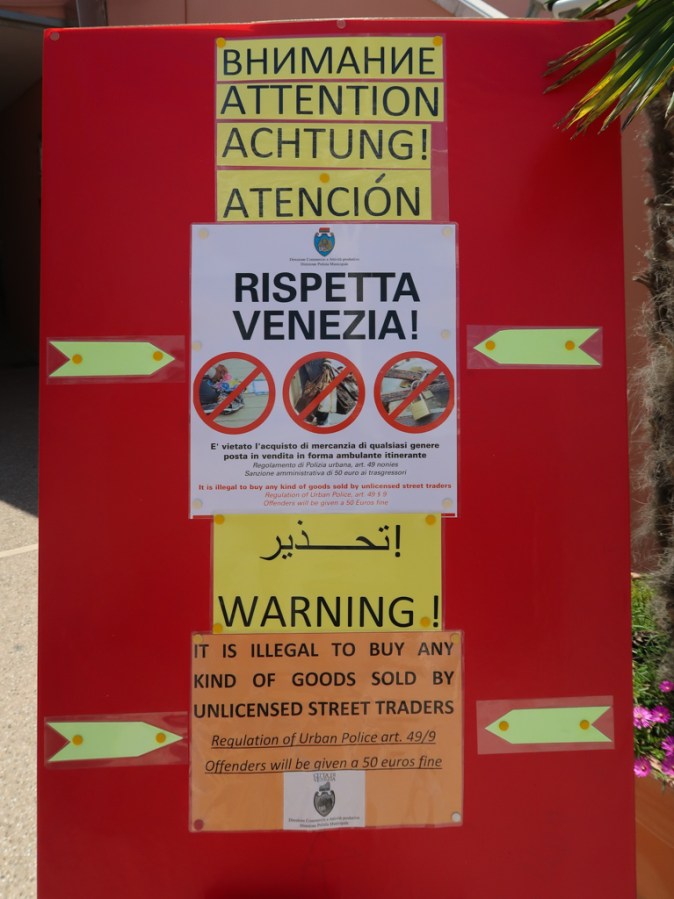 ВНИМАНИЕ
ATTENTION
ACHTUNG!
ATENCIÓN
RISPETTA
VENEZIA!
E' vietato l'acquisto di mercanzia di qualsiasi genere
posta in vendita in forma ambulante itinerante
Regolamento di Polizia urbana, art. 49 nonies
Sanzione amministrativa di 50 euro ai trasgressori
It is illegal to buy any kind of goods sold by unlicensed street traders
Regulation of Urban Police, art. 49 § 9
Offenders will be given a 50 Euros fine
تحـــــذير!
WARNING !
IT IS ILLEGAL TO BUY ANY
KIND OF GOODS SOLD BY
UNLICENSED STREET TRADERS
Regulation of Urban Police art. 49/9
Offenders will be given a 50 euros fine